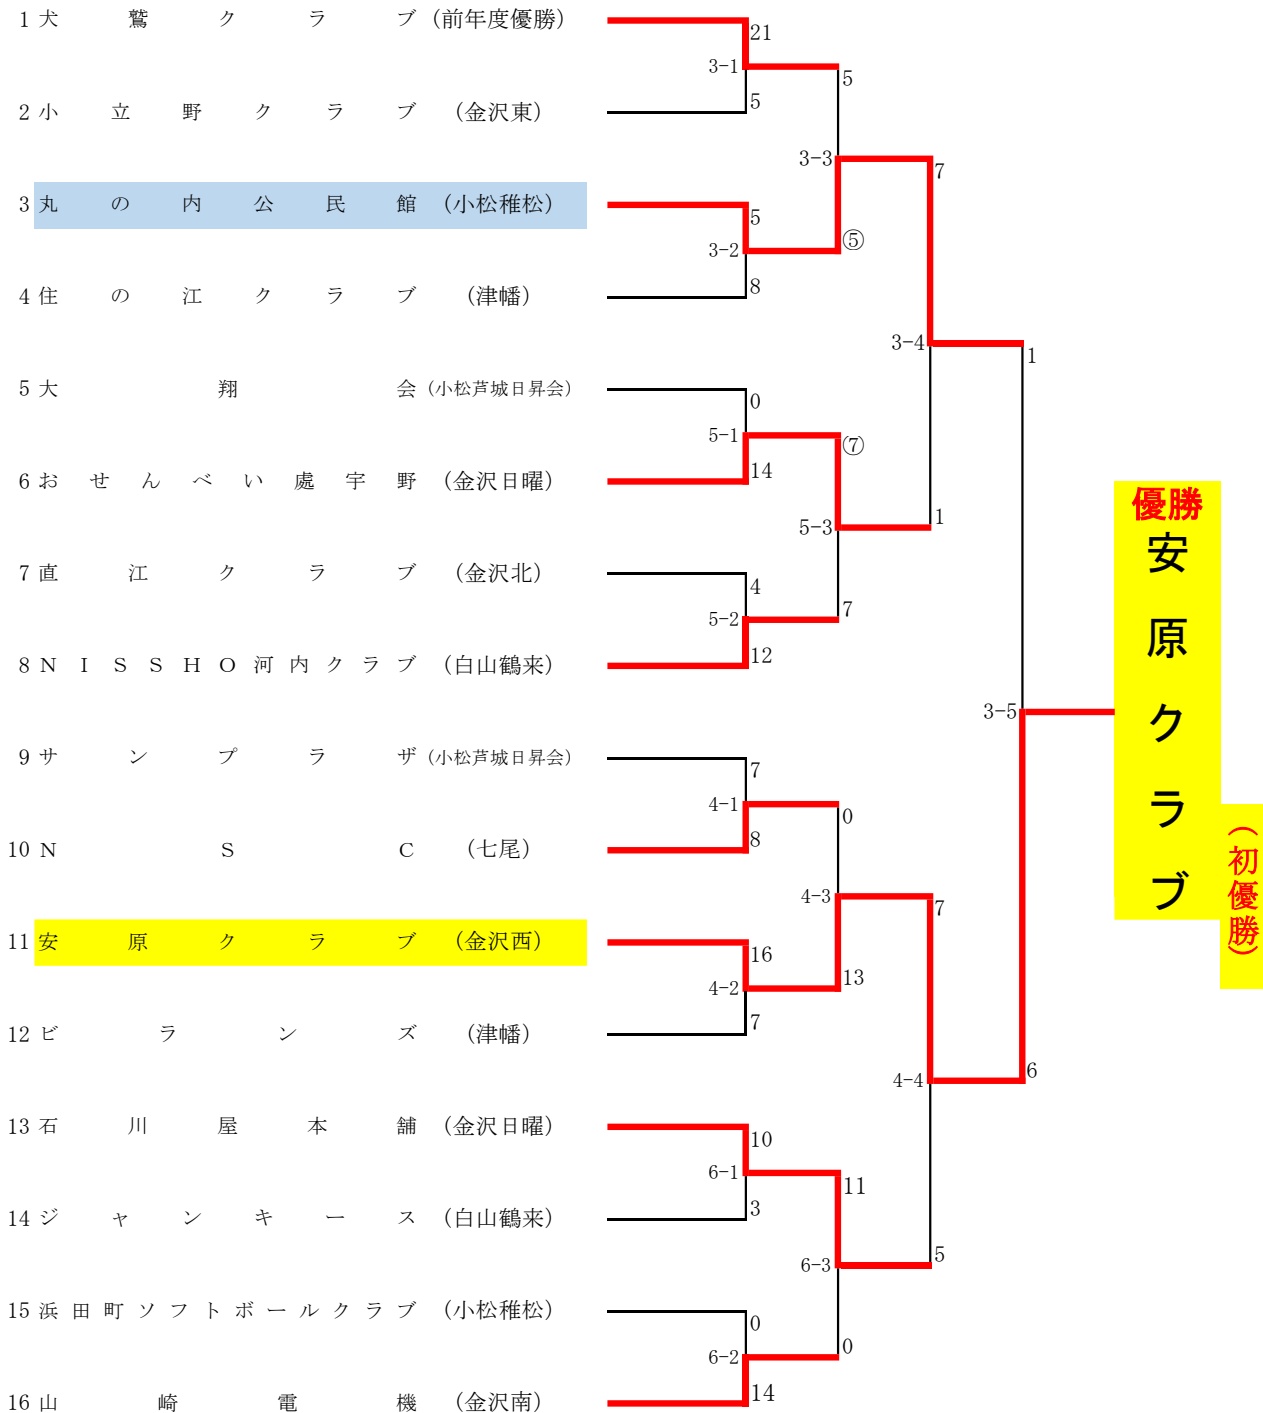 1 犬鷲クラブ (前年度優勝)
21
3-1
5
5
2 小立野クラブ (金沢東)
3-3
7
3 丸の内公民館 (小松稚松)
5
3-2
⑤
8
4 住の江クラブ (津幡)
3-4
1
5 大翔会 (小松芦城日昇会)
0
5-1
⑦
14
6 おせんべい處宇野 (金沢日曜)
5-3
1
7 直江クラブ (金沢北)
4
5-2
7
12
8 NISSHO河内クラブ (白山鶴来)
3-5
優勝
安原クラブ
(初優勝)
9 サンプラザ (小松芦城日昇会)
7
4-1
0
8
10 NSC (七尾)
4-3
7
11 安原クラブ (金沢西)
16
4-2
13
7
12 ビランズ (津幡)
4-4
6
13 石川屋本舗 (金沢日曜)
10
6-1
11
3
14 ジャンキース (白山鶴来)
6-3
5
15 浜田町ソフトボールクラブ (小松稚松)
0
6-2
0
14
16 山崎電機 (金沢南)